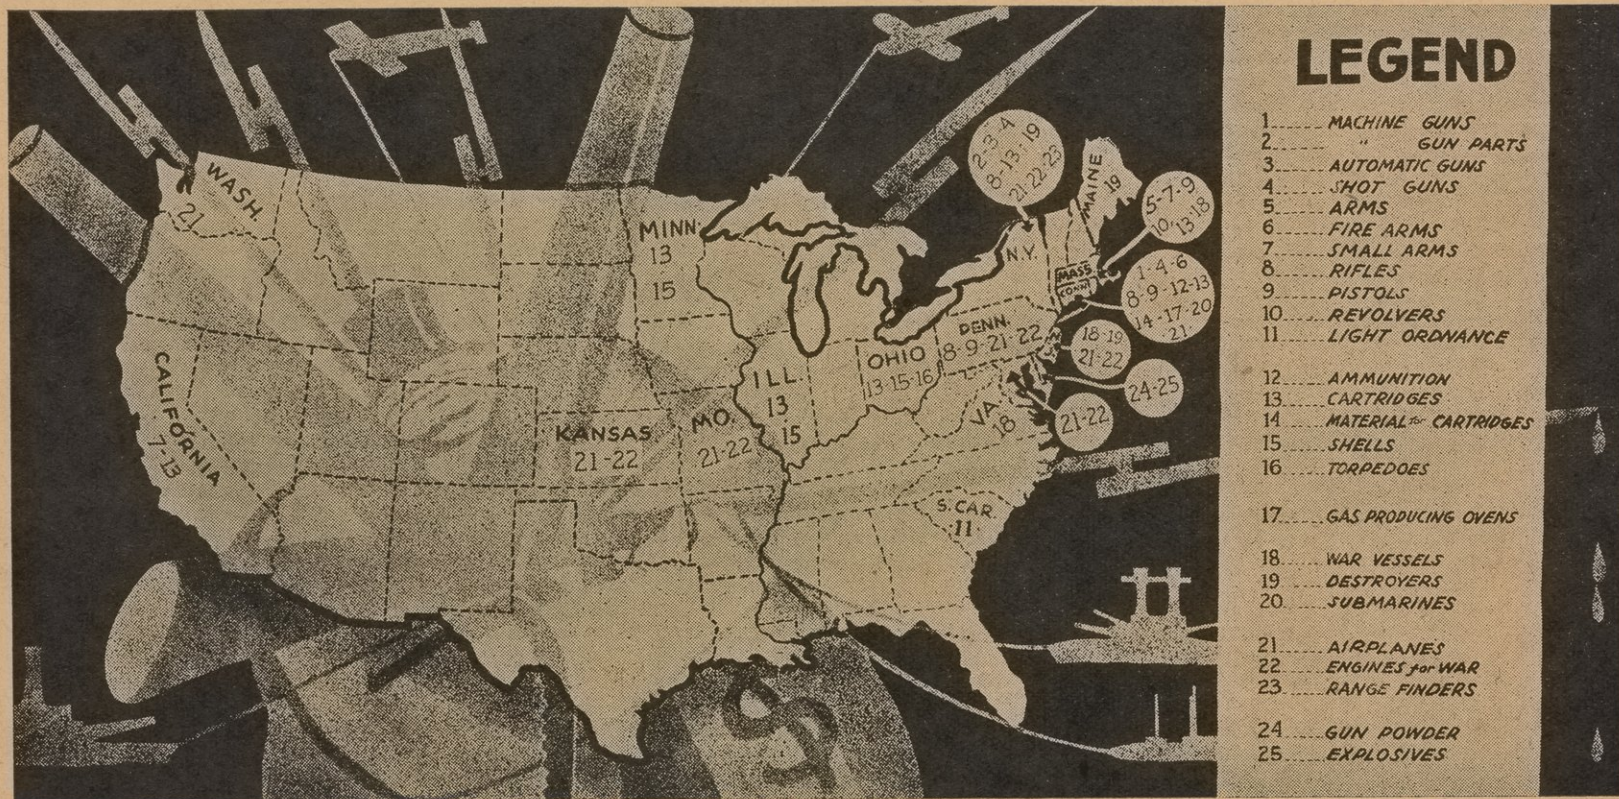 LEGEND
1 ...... MACHINE GUNS
2 ...... " GUN PARTS
3 ...... AUTOMATIC GUNS
4 ...... SHOT GUNS
5 ...... ARMS
6 ...... FIRE ARMS
7 ...... SMALL ARMS
8 ...... RIFLES
9 ...... PISTOLS
10 ...... REVOLVERS
11 ...... LIGHT ORDNANCE
12 ...... AMMUNITION
13 ...... CARTRIDGES
14 ...... MATERIAL for CARTRIDGES
15 ...... SHELLS
16 ...... TORPEDOES
17 ...... GAS PRODUCING OVENS
18 ...... WAR VESSELS
19 ...... DESTROYERS
20 ...... SUBMARINES
21 ...... AIRPLANES
22 ...... ENGINES for WAR
23 ...... RANGE FINDERS
24 ...... GUN POWDER
25 ...... EXPLOSIVES
WASH.
21
CALIFORNIA
7-13
MINN.
13
15
KANSAS
21-22
MO.
21-22
ILL.
13
15
OHIO
13-15-16
PENN.
8-9-21-22
VA.
18
S. CAR.
11
N.Y.
2-3-4
8-13-19
21-22-23
MAINE
19
MASS
5-7-9
10-13-18
CONN
1-4-6
8-9-12-13
14-17-20
-21-
18-19
21-22
24-25
21-22